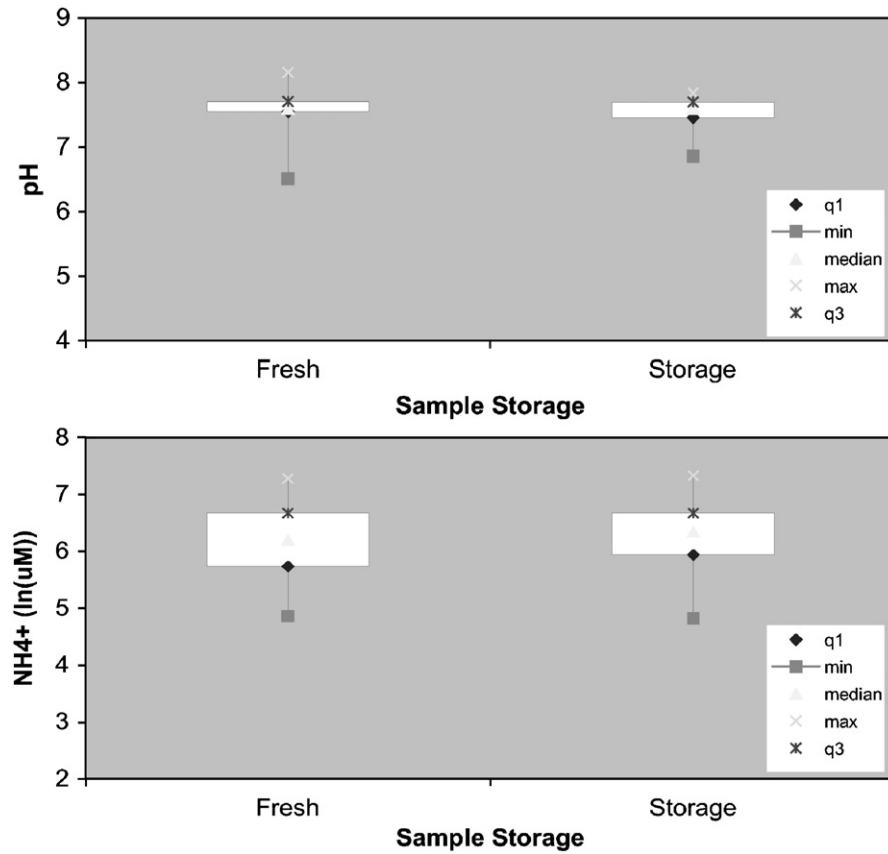 9
8
7
6
5
4
pH
q1
min
median
max
q3
Fresh Storage
Sample Storage
8
7
6
5
4
3
2
NH4+ (ln(uM))
q1
min
median
max
q3
Fresh Storage
Sample Storage